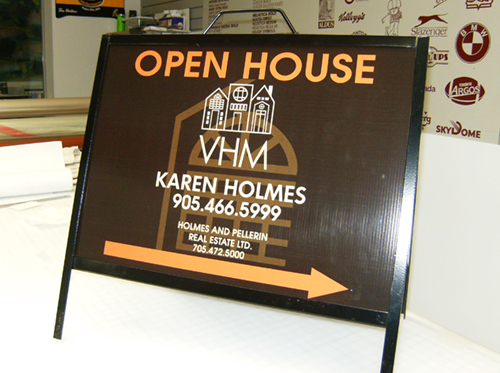 OPEN HOUSE
VHM
KAREN HOLMES
905.466.5999
HOLMES AND PELLERIN
REAL ESTATE LTD.
705.472.5000
Kellogg's
Slazenger
BMW
ARGOS
SKYDOME